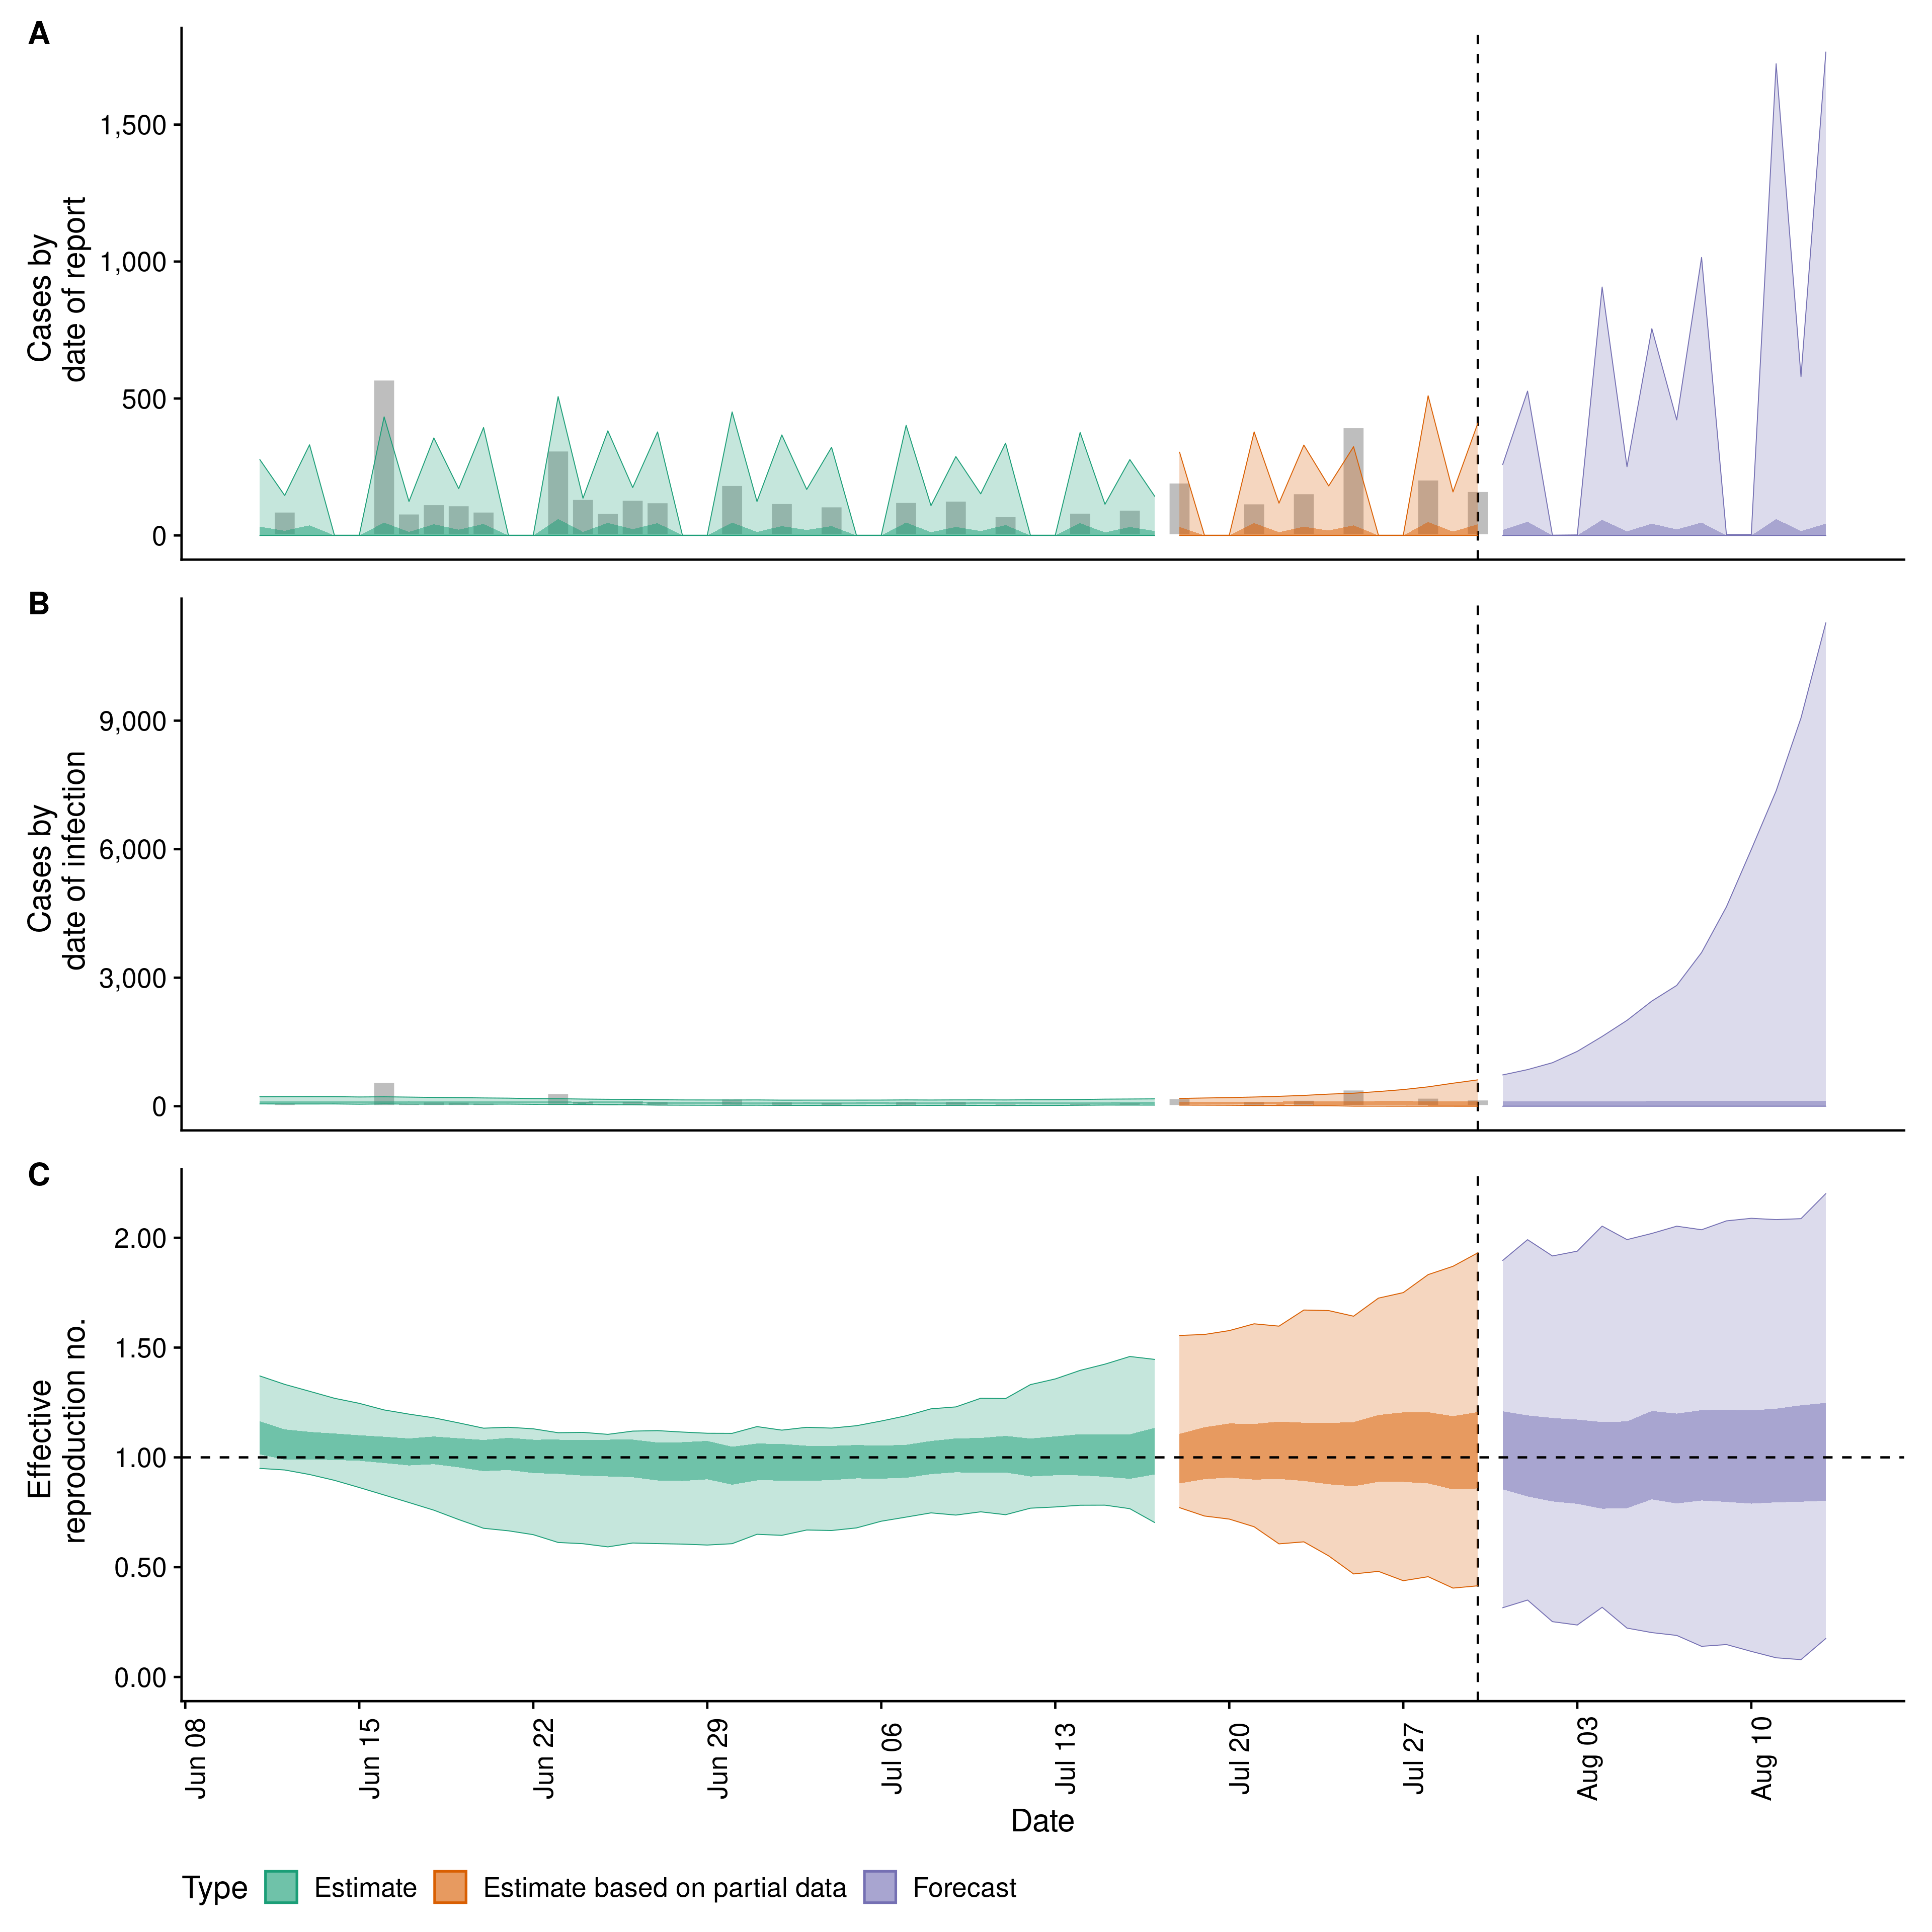 A
Cases by
date of report
1,500
1,000
500
0
B
Cases by
date of infection
9,000
6,000
3,000
0
C
Effective
reproduction no.
2.00
1.50
1.00
0.50
0.00
Jun 08
Jun 15
Jun 22
Jun 29
Jul 06
Jul 13
Jul 20
Jul 27
Aug 03
Aug 10
Date
Type Estimate Estimate based on partial data Forecast